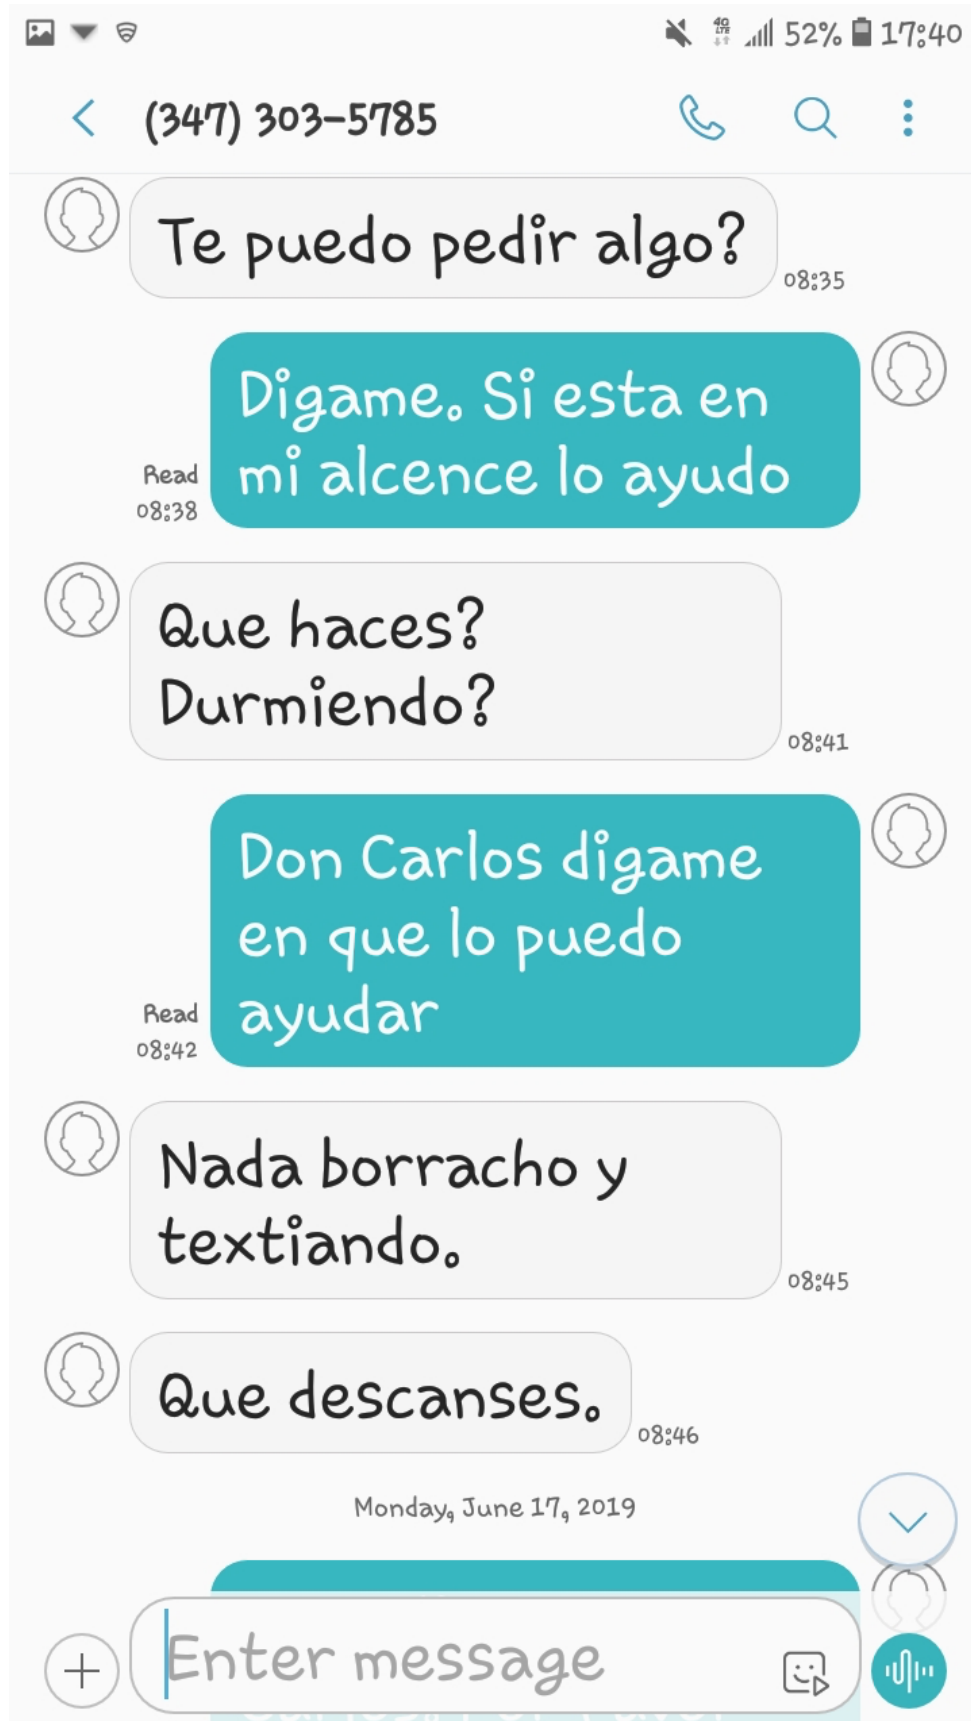 4G
LTE
52%
17:40
(347) 303-5785
Te puedo pedir algo?
08:35
Digame. Si esta en
mi alcence lo ayudo
Read
08:38
Que haces?
Durmiendo?
08:41
Don Carlos digame
en que lo puedo
ayudar
Read
08:42
Nada borracho y
textiando.
08:45
Que descanses.
08:46
Monday, June 17, 2019
Enter message